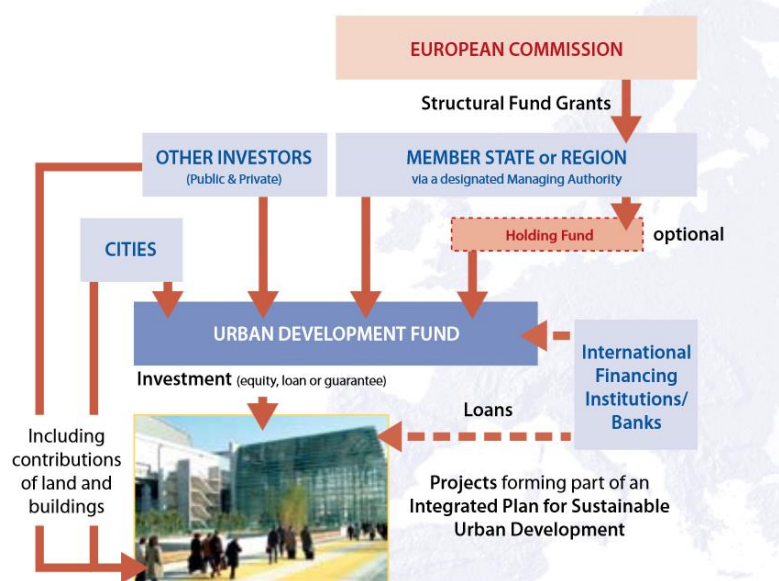 EUROPEAN COMMISSION
Structural Fund Grants
OTHER INVESTORS
(Public & Private)
MEMBER STATE or REGION
via a designated Managing Authority
CITIES
Holding Fund
optional
URBAN DEVELOPMENT FUND
International
Financing
Institutions/
Banks
Investment (equity, loan or guarantee)
Loans
Including
contributions
of land and
buildings
Projects forming part of an
Integrated Plan for Sustainable
Urban Development